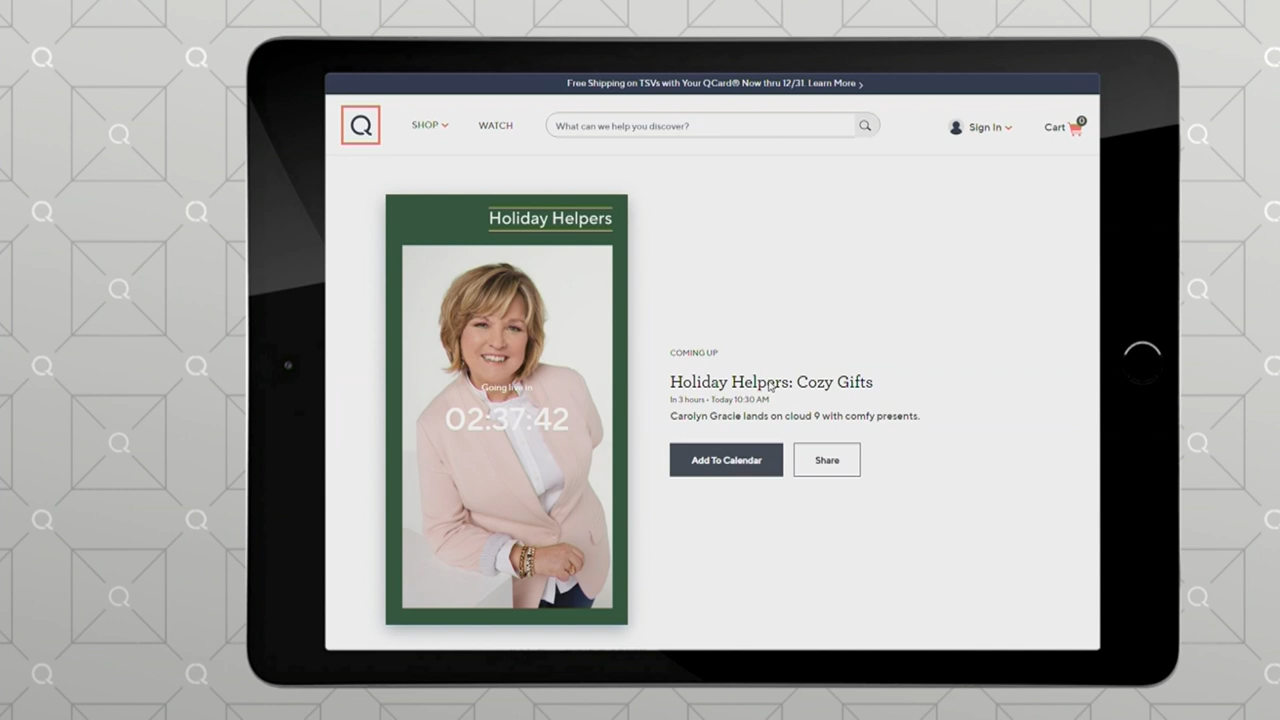 Free Shipping on TSVs with Your QCard® Now thru 12/31. Learn More >
Q
SHOP
WATCH
What can we help you discover?
Sign In
Cart
0
Holiday Helpers
Going live in
02:37:42
COMING UP
Holiday Helpers: Cozy Gifts
In 3 hours • Today 10:30 AM
Carolyn Gracie lands on cloud 9 with comfy presents.
Add To Calendar
Share